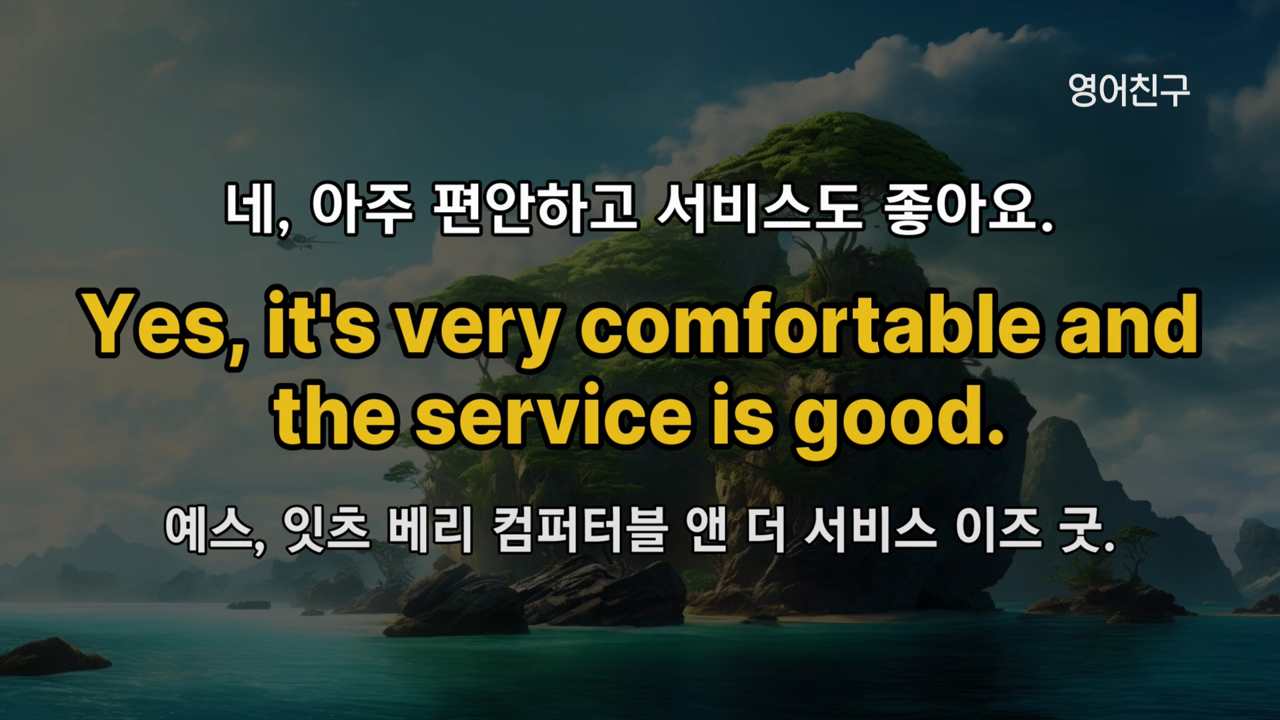 영어친구
네, 아주 편안하고 서비스도 좋아요.
Yes, it's very comfortable and
the service is good.
예스, 잇츠 베리 컴퍼터블 앤 더 서비스 이즈 굿.